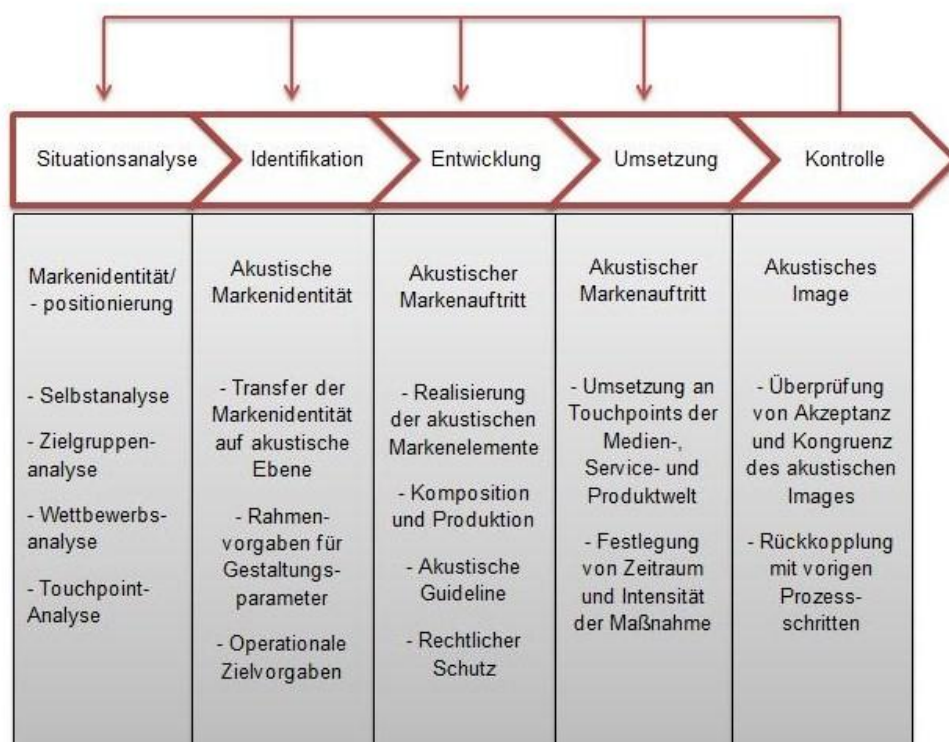 Situationsanalyse
Identifikation
Entwicklung
Umsetzung
Kontrolle
Markenidentität/
- positionierung
- Selbstanalyse
- Zielgruppen-
analyse
- Wettbewerbs-
analyse
- Touchpoint-
Analyse
Akustische
Markenidentität
- Transfer der
Markenidentität
auf akustische
Ebene
- Rahmen-
vorgaben für
Gestaltungs-
parameter
- Operationale
Zielvorgaben
Akustischer
Markenauftritt
- Realisierung
der akustischen
Markenelemente
- Komposition
und Produktion
- Akustische
Guideline
- Rechtlicher
Schutz
Akustischer
Markenauftritt
- Umsetzung an
Touchpoints der
Medien-,
Service- und
Produktwelt
- Festlegung
von Zeitraum
und Intensität
der Maßnahme
Akustisches
Image
- Überprüfung
von Akzeptanz
und Kongruenz
des akustischen
Images
- Rückkopplung
mit vorigen
Prozess-
schritten